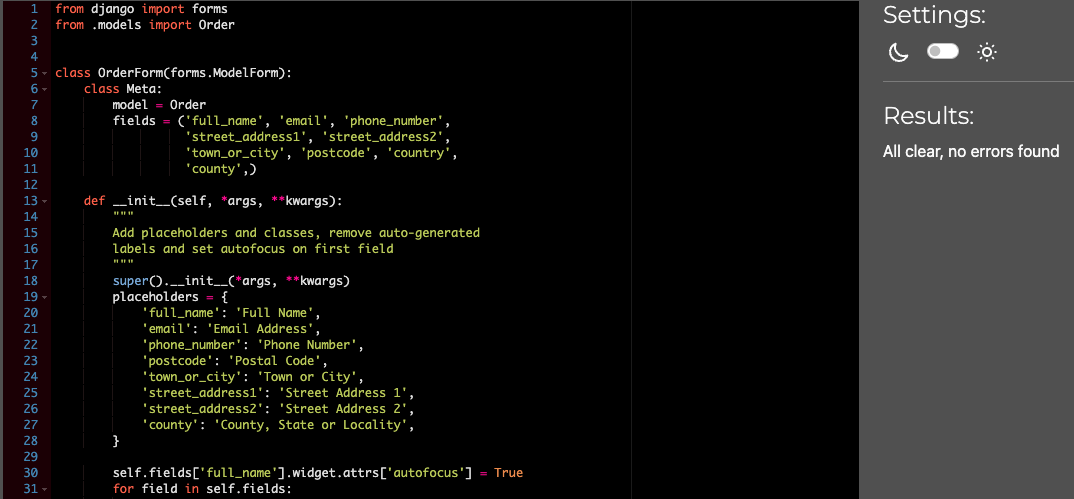 1 from django import forms
2 from .models import Order
3
4
5 class OrderForm(forms.ModelForm):
6     class Meta:
7         model = Order
8         fields = ('full_name', 'email', 'phone_number',
9                   'street_address1', 'street_address2',
10                   'town_or_city', 'postcode', 'country',
11                   'county',)
12
13     def __init__(self, *args, **kwargs):
14         """
15         Add placeholders and classes, remove auto-generated
16         labels and set autofocus on first field
17         """
18         super().__init__(*args, **kwargs)
19         placeholders = {
20             'full_name': 'Full Name',
21             'email': 'Email Address',
22             'phone_number': 'Phone Number',
23             'postcode': 'Postal Code',
24             'town_or_city': 'Town or City',
25             'street_address1': 'Street Address 1',
26             'street_address2': 'Street Address 2',
27             'county': 'County, State or Locality',
28         }
29
30         self.fields['full_name'].widget.attrs['autofocus'] = True
31         for field in self.fields:
Settings:
Results:
All clear, no errors found